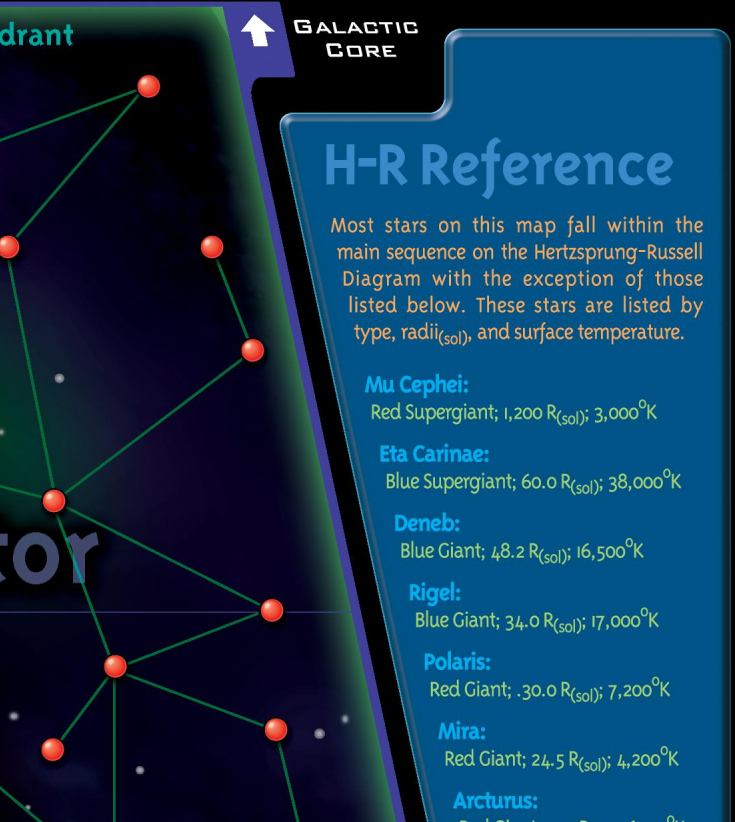 drant
GALACTIC
CORE
H-R Reference
Most stars on this map fall within the
main sequence on the Hertzsprung-Russell
Diagram with the exception of those
listed below. These stars are listed by
type, radii(sol), and surface temperature.
Mu Cephei:
Red Supergiant; 1,200 R(sol); 3,000°K
Eta Carinae:
Blue Supergiant; 60.0 R(sol); 38,000°K
Deneb:
Blue Giant; 48.2 R(sol); 16,500°K
Rigel:
Blue Giant; 34.0 R(sol); 17,000°K
Polaris:
Red Giant; .30.0 R(sol); 7,200°K
Mira:
Red Giant; 24.5 R(sol); 4,200°K
Arcturus:
tor